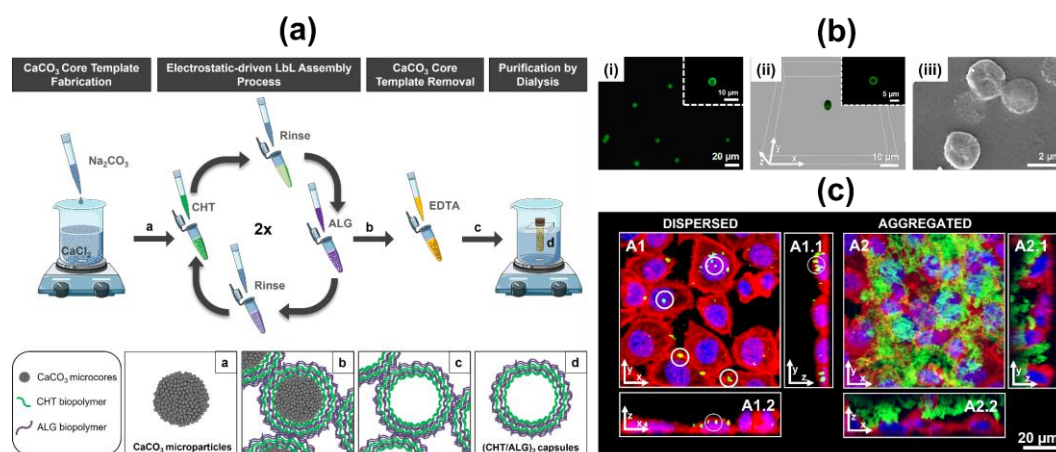 (a)
CaCO₃ Core Template
Fabrication
Electrostatic-driven LbL Assembly
Process
CaCO₃ Core
Template Removal
Purification by
Dialysis
Na₂CO₃
CaCl₂
a
CHT
Rinse
2x
ALG
Rinse
b
EDTA
c
d
CaCO₃ microcores
CHT biopolymer
ALG biopolymer
a
CaCO₃ microparticles
b
c
d
(CHT/ALG)₂ capsules
(b)
(i)
10 µm
20 µm
(ii)
5 µm
y
z
x
10 µm
(iii)
2 µm
(c)
DISPERSED
AGGREGATED
A1
y
x
A1.1
y
z
A1.2
z
x
A2
y
x
A2.1
y
z
A2.2
z
x
20 µm